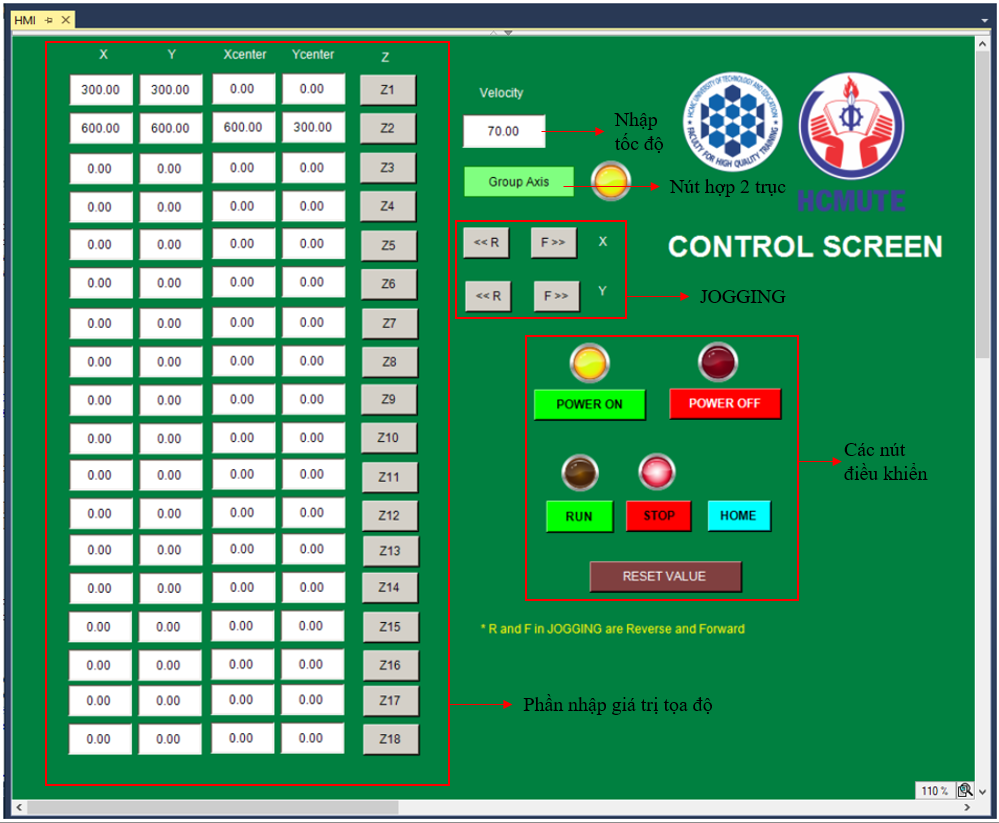 HMI
X Y Xcenter Ycenter Z
300.00 300.00 0.00 0.00 Z1
600.00 600.00 600.00 300.00 Z2
0.00 0.00 0.00 0.00 Z3
0.00 0.00 0.00 0.00 Z4
0.00 0.00 0.00 0.00 Z5
0.00 0.00 0.00 0.00 Z6
0.00 0.00 0.00 0.00 Z7
0.00 0.00 0.00 0.00 Z8
0.00 0.00 0.00 0.00 Z9
0.00 0.00 0.00 0.00 Z10
0.00 0.00 0.00 0.00 Z11
0.00 0.00 0.00 0.00 Z12
0.00 0.00 0.00 0.00 Z13
0.00 0.00 0.00 0.00 Z14
0.00 0.00 0.00 0.00 Z15
0.00 0.00 0.00 0.00 Z16
0.00 0.00 0.00 0.00 Z17
0.00 0.00 0.00 0.00 Z18
Velocity
70.00
Nhập
tốc độ
Group Axis
Nút hợp 2 trục
HCMC UNIVERSITY OF TECHNOLOGY AND EDUCATION
FACULTY FOR HIGH QUALITY TRAINING
HCMUTE
CONTROL SCREEN
<< R F >> X
<< R F >> Y
JOGGING
POWER ON POWER OFF
RUN STOP HOME
RESET VALUE
Các nút
điều khiển
* R and F in JOGGING are Reverse and Forward
Phần nhập giá trị tọa độ
110 %